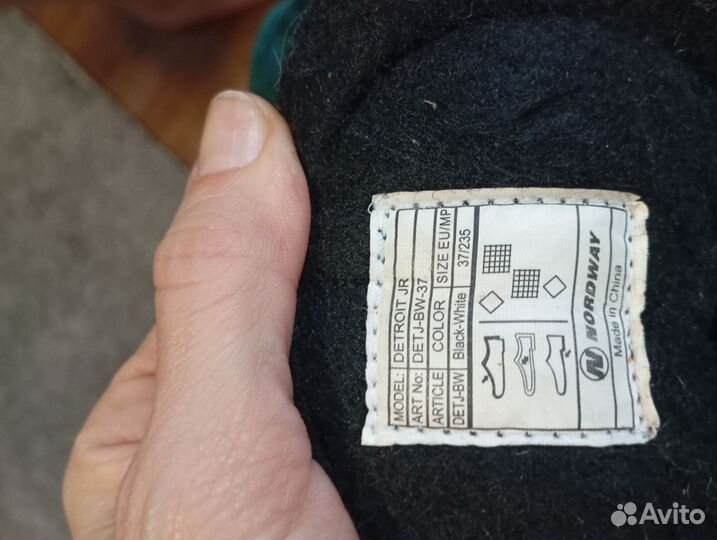 MODEL: DETROIT JR
ART No: DETJ-BW-37
ARTICLE COLOR SIZE EU/MP
DETJ-BW Black-White 37/235
NORDWAY
Made in China
Avito